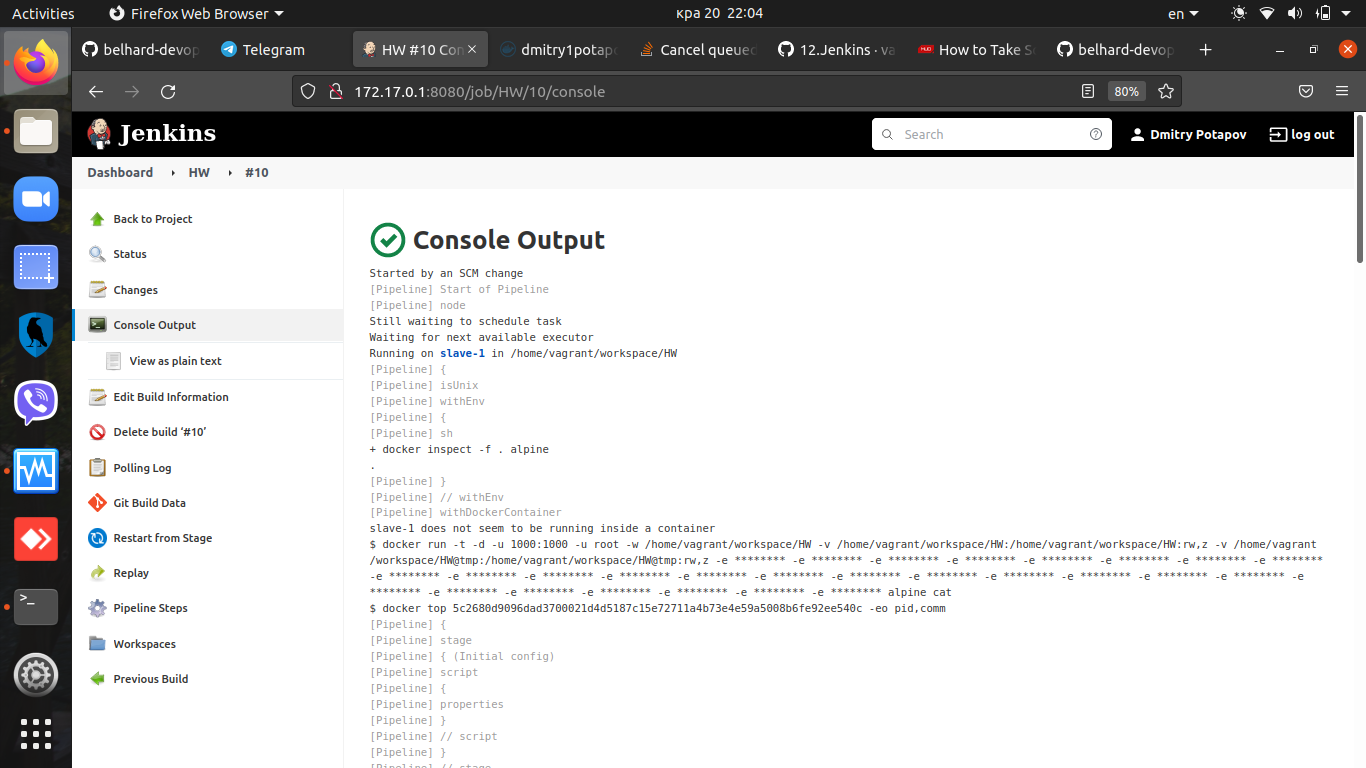 Activities
Firefox Web Browser
кра 20 22:04
en
belhard-devop
Telegram
HW #10 Con
dmitry1potapo
Cancel queued
12.Jenkins · va
How to Take S
belhard-devop
172.17.0.1:8080/job/HW/10/console
80%
Jenkins
Search
Dmitry Potapov
log out
Dashboard
HW
#10
Back to Project
Status
Changes
Console Output
View as plain text
Edit Build Information
Delete build ‘#10’
Polling Log
Git Build Data
Restart from Stage
Replay
Pipeline Steps
Workspaces
Previous Build
Console Output
Started by an SCM change
[Pipeline] Start of Pipeline
[Pipeline] node
Still waiting to schedule task
Waiting for next available executor
Running on slave-1 in /home/vagrant/workspace/HW
[Pipeline] {
[Pipeline] isUnix
[Pipeline] withEnv
[Pipeline] {
[Pipeline] sh
+ docker inspect -f . alpine
.
[Pipeline] }
[Pipeline] // withEnv
[Pipeline] withDockerContainer
slave-1 does not seem to be running inside a container
$ docker run -t -d -u 1000:1000 -u root -w /home/vagrant/workspace/HW -v /home/vagrant/workspace/HW:/home/vagrant/workspace/HW:rw,z -v /home/vagrant
/workspace/HW@tmp:/home/vagrant/workspace/HW@tmp:rw,z -e ******** -e ******** -e ******** -e ******** -e ******** -e ******** -e ******** -e ********
-e ******** -e ******** -e ******** -e ******** -e ******** -e ******** -e ******** -e ******** -e ******** -e ******** -e ******** -e ******** -e
******** -e ******** -e ******** -e ******** -e ******** -e ******** -e ******** alpine cat
$ docker top 5c2680d9096dad3700021d4d5187c15e72711a4b73e4e59a5008b6fe92ee540c -eo pid,comm
[Pipeline] {
[Pipeline] stage
[Pipeline] { (Initial config)
[Pipeline] script
[Pipeline] {
[Pipeline] properties
[Pipeline] }
[Pipeline] // script
[Pipeline] }
[Pipeline] // stage